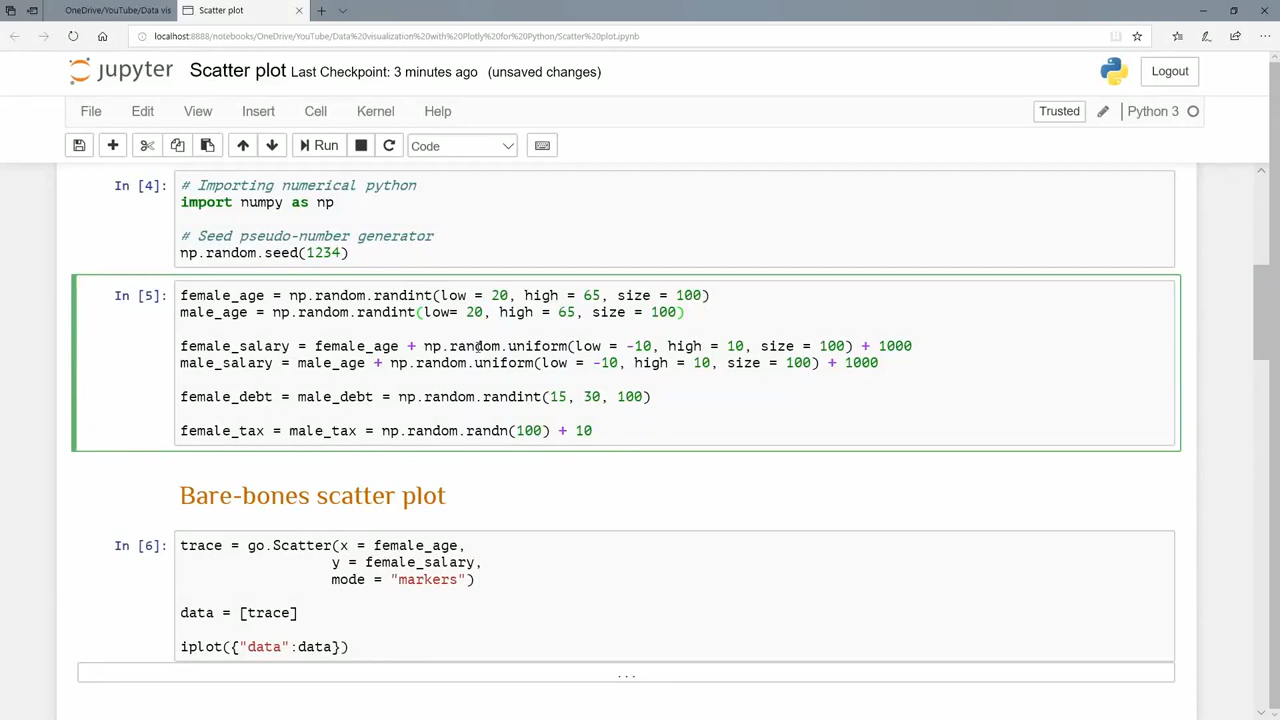 OneDrive/YouTube/Data vis
Scatter plot
localhost:8888/notebooks/OneDrive/YouTube/Data%20visualization%20with%20Plotly%20for%20Python/Scatter%20plot.ipynb
jupyter Scatter plot Last Checkpoint: 3 minutes ago (unsaved changes)
Logout
File Edit View Insert Cell Kernel Help
Trusted Python 3
Run Code
In [4]: # Importing numerical python
import numpy as np
# Seed pseudo-number generator
np.random.seed(1234)
In [5]: female_age = np.random.randint(low = 20, high = 65, size = 100)
male_age = np.random.randint(low= 20, high = 65, size = 100)
female_salary = female_age + np.random.uniform(low = -10, high = 10, size = 100) + 1000
male_salary = male_age + np.random.uniform(low = -10, high = 10, size = 100) + 1000
female_debt = male_debt = np.random.randint(15, 30, 100)
female_tax = male_tax = np.random.randn(100) + 10
Bare-bones scatter plot
In [6]: trace = go.Scatter(x = female_age,
y = female_salary,
mode = "markers")
data = [trace]
iplot({"data":data})
...